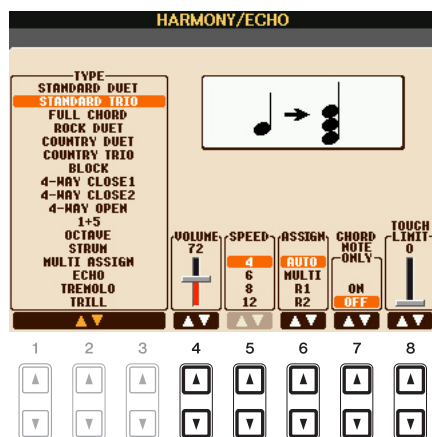 HARMONY/ECHO
TYPE
STANDARD DUET
STANDARD TRIO
FULL CHORD
ROCK DUET
COUNTRY DUET
COUNTRY TRIO
BLOCK
4-WAY CLOSE1
4-WAY CLOSE2
4-WAY OPEN
1+5
OCTAVE
STRUM
MULTI ASSIGN
ECHO
TREMOLO
TRILL
VOLUME
72
SPEED
4
6
8
12
ASSIGN
AUTO
MULTI
R1
R2
CHORD
NOTE
ONLY
ON
OFF
TOUCH
LIMIT
0
1 2 3 4 5 6 7 8